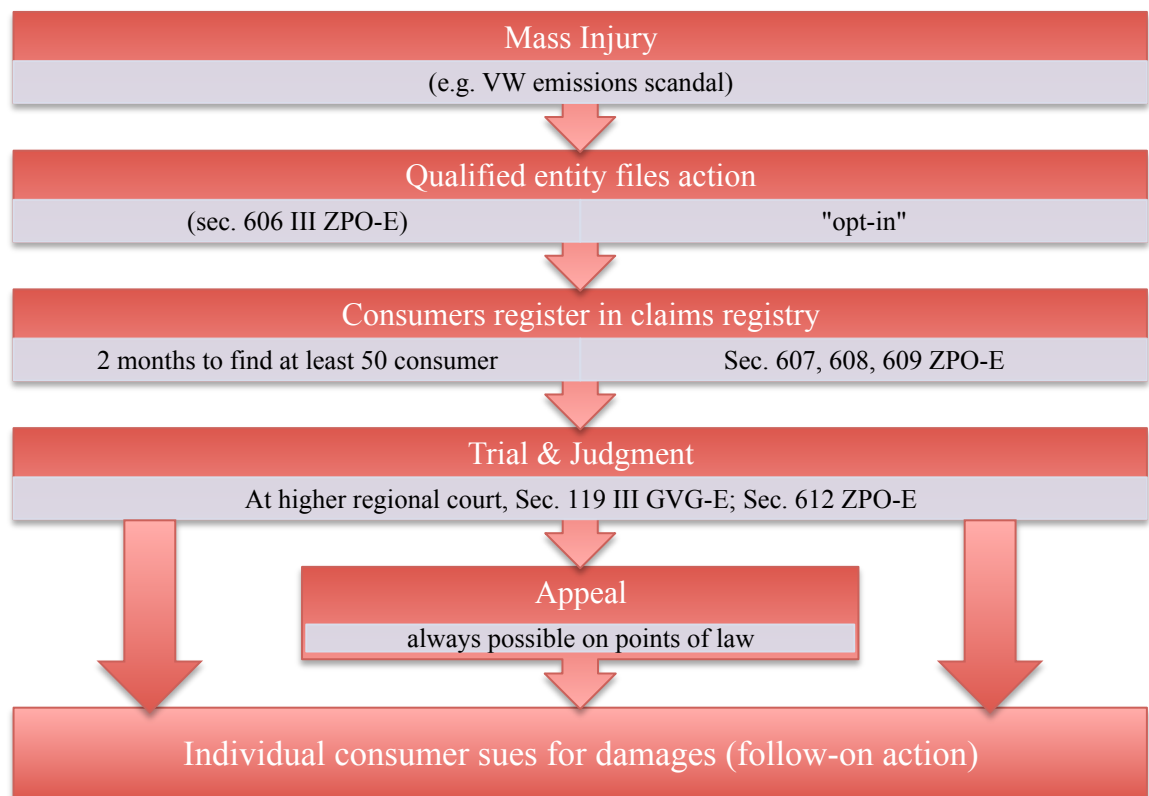 Mass Injury
(e.g. VW emissions scandal)
Qualified entity files action
(sec. 606 III ZPO-E)
"opt-in"
Consumers register in claims registry
2 months to find at least 50 consumer
Sec. 607, 608, 609 ZPO-E
Trial & Judgment
At higher regional court, Sec. 119 III GVG-E; Sec. 612 ZPO-E
Appeal
always possible on points of law
Individual consumer sues for damages (follow-on action)